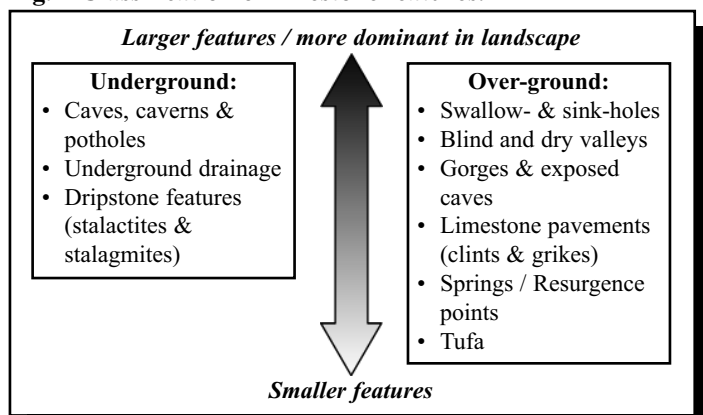 Larger features / more dominant in landscape
Underground:
• Caves, caverns &
potholes
• Underground drainage
• Dripstone features
(stalactites &
stalagmites)
Over-ground:
• Swallow- & sink-holes
• Blind and dry valleys
• Gorges & exposed
caves
• Limestone pavements
(clints & grikes)
• Springs / Resurgence
points
• Tufa
Smaller features